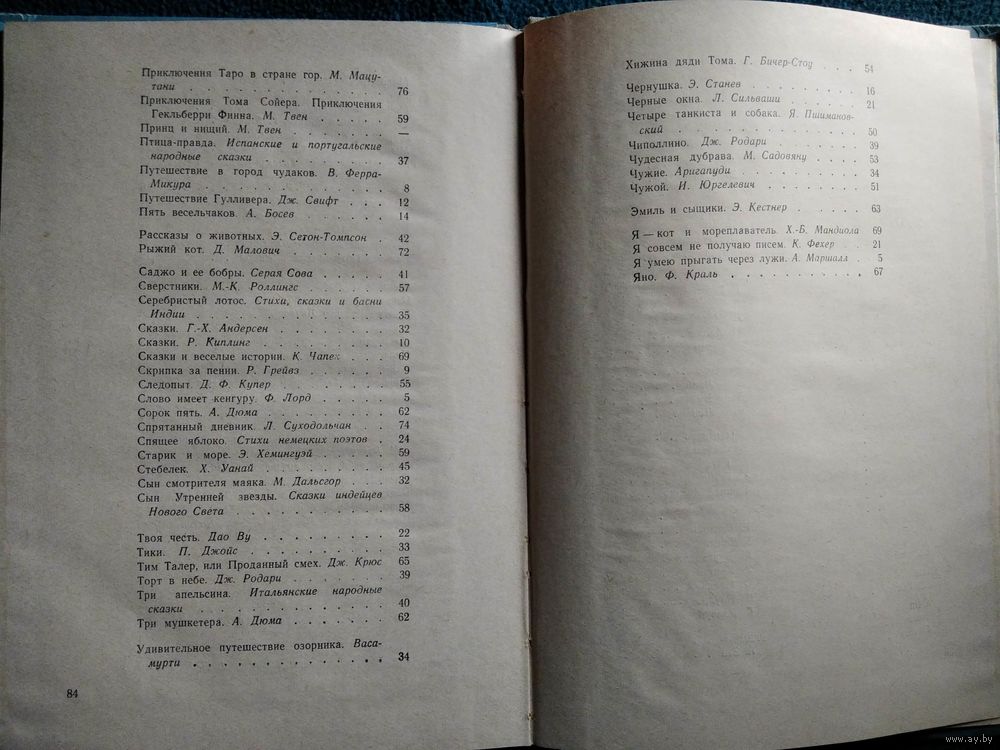 Приключения Таро в стране гор. М. Мацу-
тани . . . . . . . . . . . . . . . . 76
Приключения Тома Сойера. Приключения
Гекльберри Финна. М. Твен . . . . . 59
Принц и нищий. М. Твен . . . . . . . —
Птица-правда. Испанские и португальские
народные сказки . . . . . . . . . 37
Путешествие в город чудаков. В. Ферра-
Микура . . . . . . . . . . . . . . 8
Путешествие Гулливера. Дж. Свифт . . . 12
Пять весельчаков. А. Босев . . . . . . 14
Рассказы о животных. Э. Сетон-Томпсон . 42
Рыжий кот. Д. Малович . . . . . . . 72
Саджо и ее бобры. Серая Сова . . . . . 41
Сверстники. М.-К. Роллингс . . . . . 57
Серебристый лотос. Стихи, сказки и басни
Индии . . . . . . . . . . . . . . 35
Сказки. Г.-Х. Андерсен . . . . . . . . 32
Сказки. Р. Киплинг . . . . . . . . . 10
Сказки и веселые истории. К. Чапек . . . 69
Скрипка за пенни. Р. Грейвз . . . . . . 9
Следопыт. Д. Ф. Купер . . . . . . . . 55
Слово имеет кенгуру. Ф. Лорд . . . . . 5
Сорок пять. А. Дюма . . . . . . . . . 62
Спрятанный дневник. Л. Суходольчан . . 74
Спящее яблоко. Стихи немецких поэтов . 24
Старик и море. Э. Хемингуэй . . . . . 59
Стебелек. Х. Уанай . . . . . . . . . 45
Сын смотрителя маяка. М. Дальсгор . . . 32
Сын Утренней звезды. Сказки индейцев
Нового Света . . . . . . . . . . . 58
Твоя честь. Дао Ву . . . . . . . . . 22
Тики. П. Джойс . . . . . . . . . . 33
Тим Талер, или Проданный смех. Дж. Крюс 65
Торт в небе. Дж. Родари . . . . . . . 39
Три апельсина. Итальянские народные
сказки . . . . . . . . . . . . . . 40
Три мушкетера. А. Дюма . . . . . . . 62
Удивительное путешествие озорника. Васа-
мурти . . . . . . . . . . . . . . 34
84
Хижина дяди Тома. Г. Бичер-Стоу . . . 54
Чернушка. Э. Станев . . . . . . . . . 16
Черные окна. Л. Сильваши . . . . . . 21
Четыре танкиста и собака. Я. Пшиманов-
ский . . . . . . . . . . . . . . 50
Чиполлино. Дж. Родари . . . . . . . 39
Чудесная дубрава. М. Садовяну . . . . 53
Чужие. Аригапуди . . . . . . . . . 34
Чужой. И. Юргелевич . . . . . . . . 51
Эмиль и сыщики. Э. Кестнер . . . . . 63
Я — кот и мореплаватель. Х.-Б. Мандиола 69
Я совсем не получаю писем. К. Фехер . . 21
Я умею прыгать через лужи. А. Маршалл . 5
Яно. Ф. Краль . . . . . . . . . . 67
www.ay.by